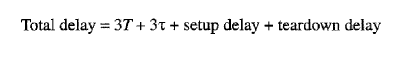 Total delay = 3T + 3τ + setup delay + teardown delay